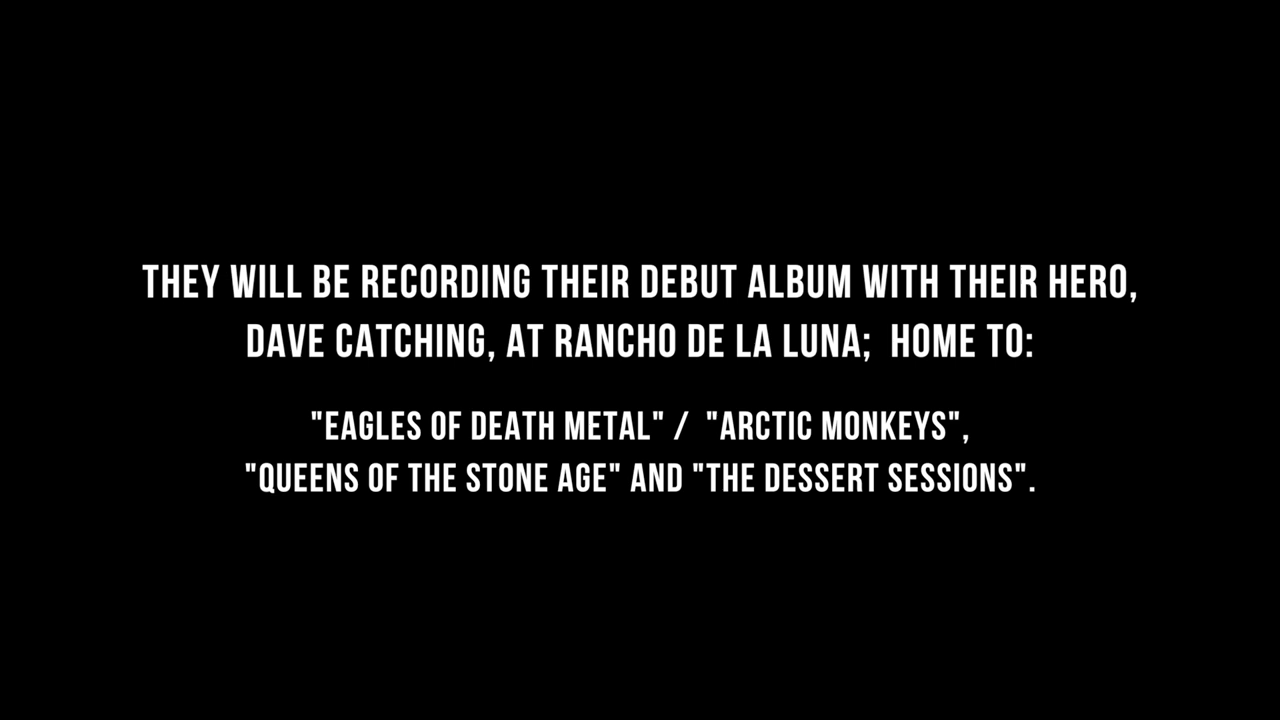 THEY WILL BE RECORDING THEIR DEBUT ALBUM WITH THEIR HERO,
DAVE CATCHING, AT RANCHO DE LA LUNA;  HOME TO:
"EAGLES OF DEATH METAL" /  "ARCTIC MONKEYS",
"QUEENS OF THE STONE AGE" AND "THE DESSERT SESSIONS".